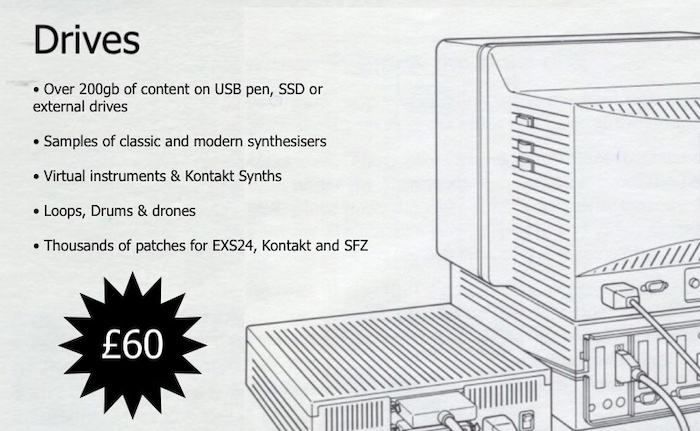 Drives
• Over 200gb of content on USB pen, SSD or
external drives
• Samples of classic and modern synthesisers
• Virtual instruments & Kontakt Synths
• Loops, Drums & drones
• Thousands of patches for EXS24, Kontakt and SFZ
£60